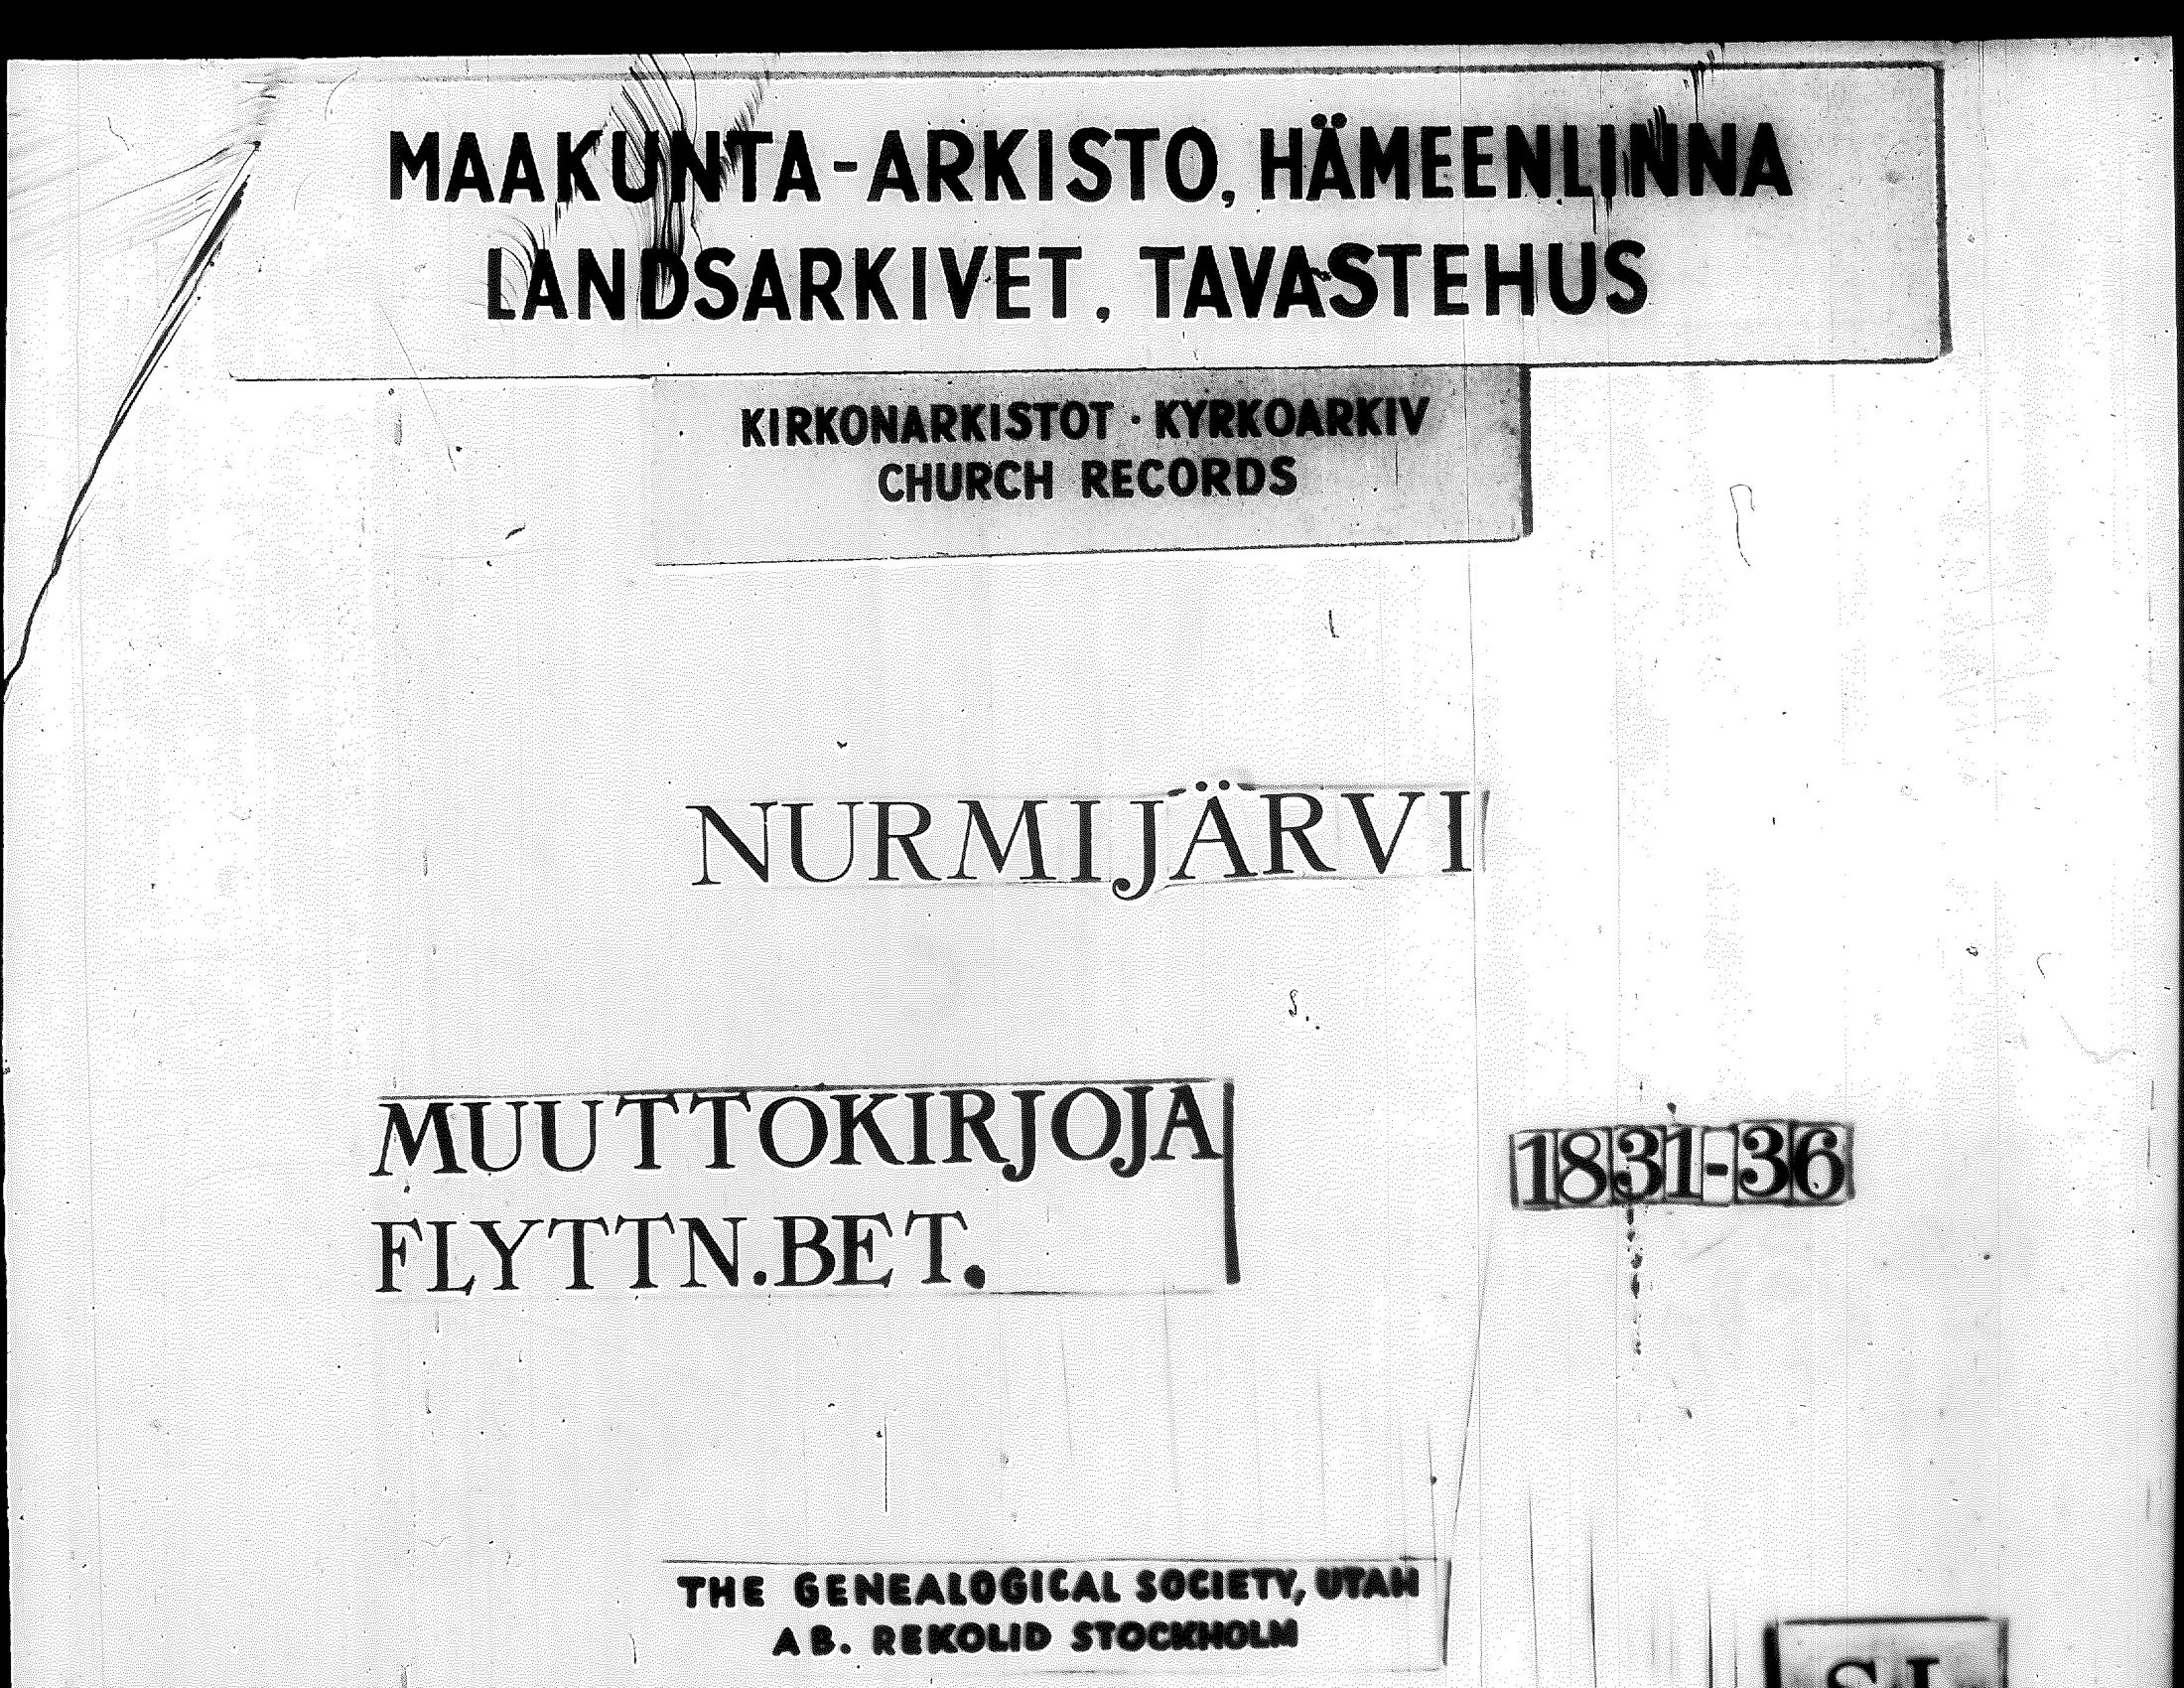 MAAKUNTA-ARKISTO, HÄMEENLINNA
LANDSARKIVET, TAVASTEHUS
KIRKONARKISTOT · KYRKOARKIV
CHURCH RECORDS
NURMIJÄRVI
MUUTTOKIRJOJA 1831-36
FLYTTN.BET.
THE GENEALOGICAL SOCIETY, UTAH
AB. REKOLID STOCKHOLM